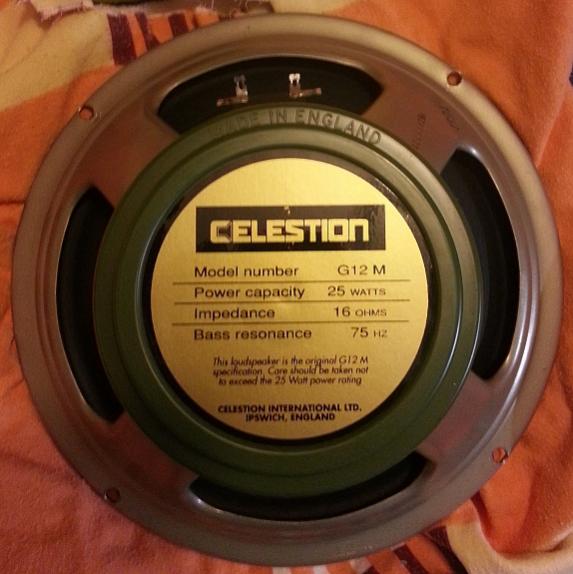 MADE IN ENGLAND
CELESTION
Model number G12 M
Power capacity 25 WATTS
Impedance 16 OHMS
Bass resonance 75 HZ
This loudspeaker is the original G12 M
specification. Care should be taken not
to exceed the 25 Watt power rating
CELESTION INTERNATIONAL LTD.
IPSWICH, ENGLAND